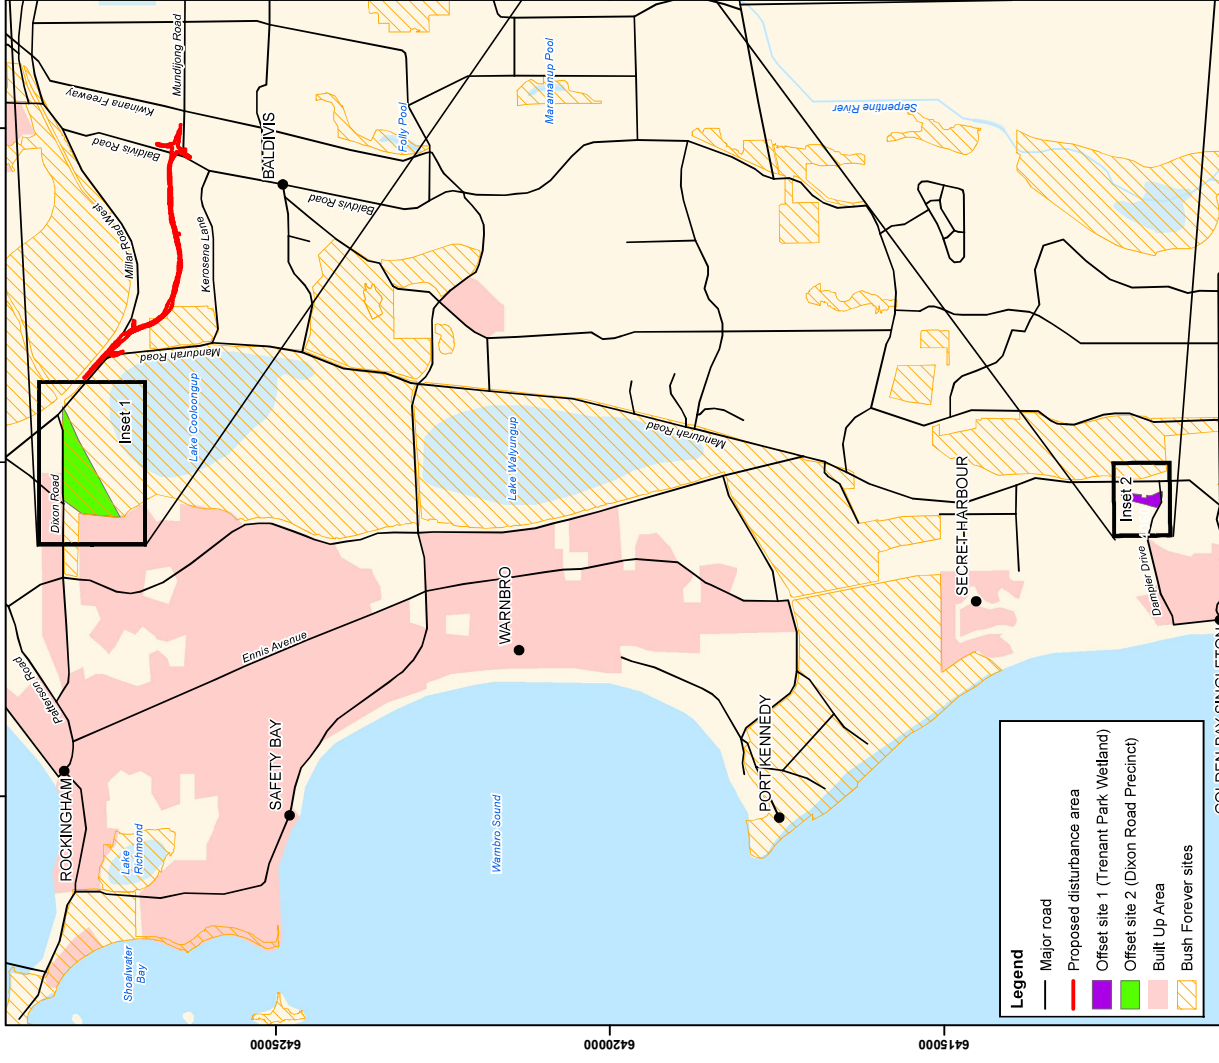 Mundijong Road
Kwinana Freeway
Baldivis Road
BALDIVIS
Folly Pool
Maramanup Pool
Serpentine River
Millar Road West
Kerosene Lane
Baldivis Road
Mandurah Road
Inset 1
Dixon Road
Lake Cooloongup
Lake Walyungup
Mandurah Road
Inset 2
Dampier Drive
SECRET HARBOUR
WARNBRO
Ennis Avenue
Patterson Road
ROCKINGHAM
SAFETY BAY
PORT KENNEDY
Lake
Richmond
Warnbro Sound
Shoalwater
Bay
Legend
Major road
Proposed disturbance area
Offset site 1 (Trenant Park Wetland)
Offset site 2 (Dixon Road Precinct)
Built Up Area
Bush Forever sites
6425000
6420000
6415000